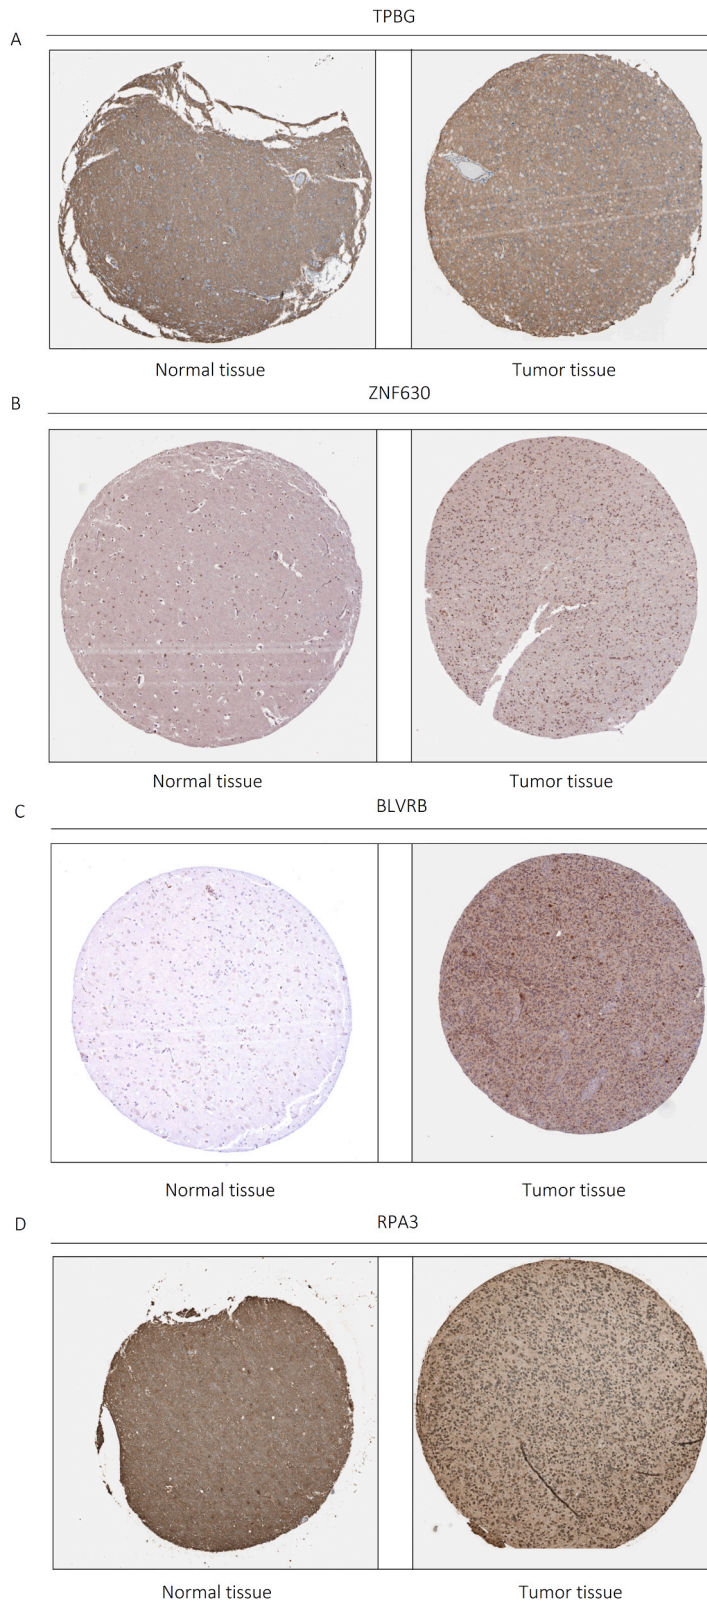 TPBG
A
Normal tissue
Tumor tissue
ZNF630
B
Normal tissue
Tumor tissue
BLVRB
C
Normal tissue
Tumor tissue
RPA3
D
Normal tissue
Tumor tissue